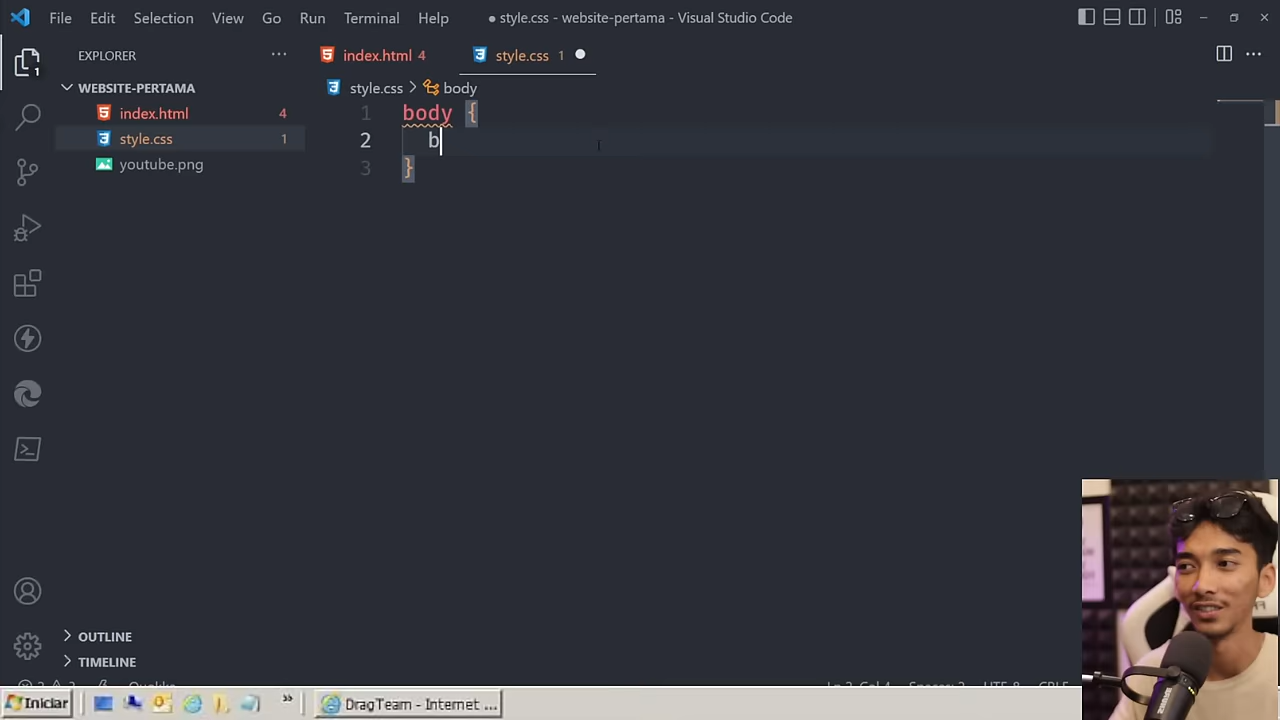 File Edit Selection View Go Run Terminal Help
● style.css - website-pertama - Visual Studio Code
EXPLORER
WEBSITE-PERTAMA
index.html 4
style.css 1
youtube.png
OUTLINE
TIMELINE
1
index.html 4
style.css 1
style.css > body
1 body {
2 b
3 }
Iniciar
DragTeam - Internet ...